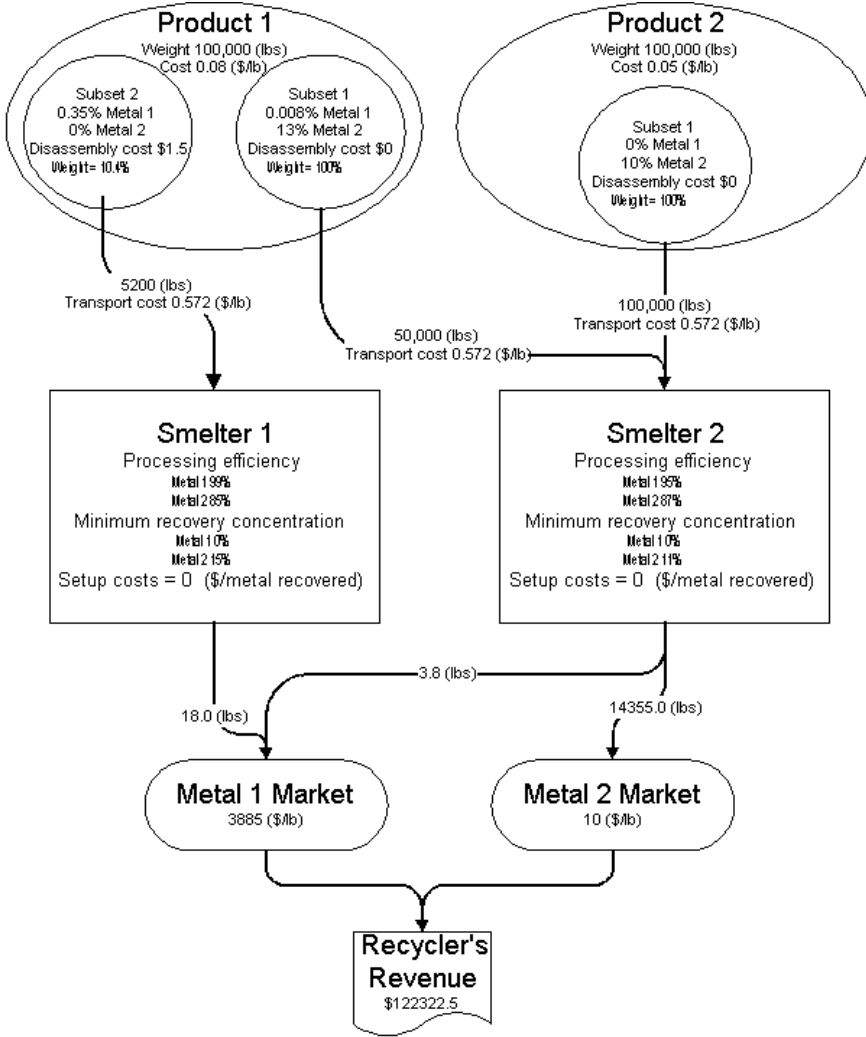 Product 1
Weight 100,000 (lbs)
Cost 0.08 ($/lb)
Subset 2
0.35% Metal 1
0% Metal 2
Disassembly cost $1.5
Weight= 10.4%
Subset 1
0.008% Metal 1
13% Metal 2
Disassembly cost $0
Weight= 100%
Product 2
Weight 100,000 (lbs)
Cost 0.05 ($/lb)
Subset 1
0% Metal 1
10% Metal 2
Disassembly cost $0
Weight= 100%
5200 (lbs)
Transport cost 0.572 ($/lb)
50,000 (lbs)
Transport cost 0.572 ($/lb)
100,000 (lbs)
Transport cost 0.572 ($/lb)
Smelter 1
Processing efficiency
Metal 1 99%
Metal 2 85%
Minimum recovery concentration
Metal 1 0%
Metal 2 15%
Setup costs = 0 ($/metal recovered)
Smelter 2
Processing efficiency
Metal 1 95%
Metal 2 87%
Minimum recovery concentration
Metal 1 0%
Metal 2 11%
Setup costs = 0 ($/metal recovered)
3.8 (lbs)
18.0 (lbs)
14355.0 (lbs)
Metal 1 Market
3885 ($/lb)
Metal 2 Market
10 ($/lb)
Recycler's
Revenue
$122322.5